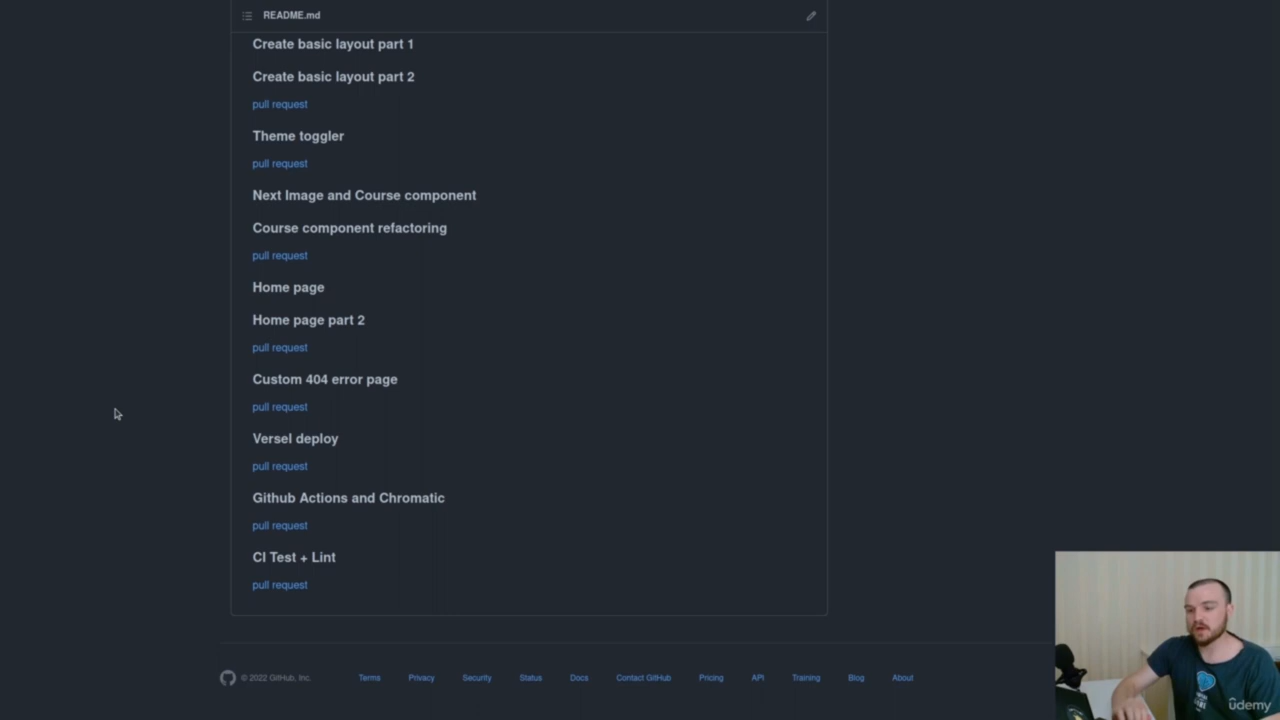 README.md
Create basic layout part 1
Create basic layout part 2
pull request
Theme toggler
pull request
Next Image and Course component
Course component refactoring
pull request
Home page
Home page part 2
pull request
Custom 404 error page
pull request
Versel deploy
pull request
Github Actions and Chromatic
pull request
CI Test + Lint
pull request
© 2022 GitHub, Inc. Terms Privacy Security Status Docs Contact GitHub Pricing API Training Blog About
ûdemy